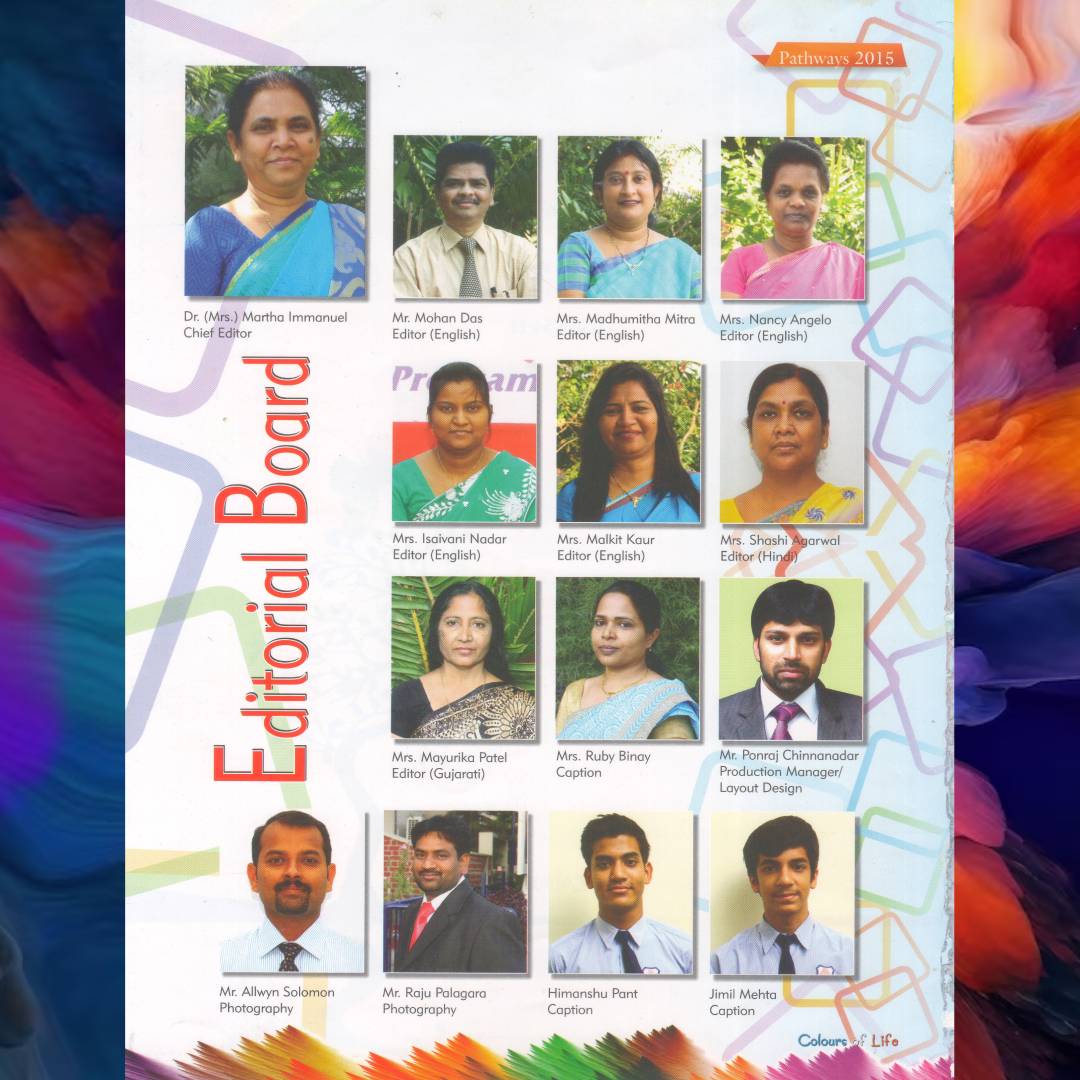 Pathways 2015
Dr. (Mrs.) Martha Immanuel
Chief Editor
Mr. Mohan Das
Editor (English)
Mrs. Madhumitha Mitra
Editor (English)
Mrs. Nancy Angelo
Editor (English)
Editorial Board
Mrs. Isaivani Nadar
Editor (English)
Mrs. Malkit Kaur
Editor (English)
Mrs. Shashi Agarwal
Editor (Hindi)
Mrs. Mayurika Patel
Editor (Gujarati)
Mrs. Ruby Binay
Caption
Mr. Ponraj Chinnanadar
Production Manager/
Layout Design
Mr. Allwyn Solomon
Photography
Mr. Raju Palagara
Photography
Himanshu Pant
Caption
Jimil Mehta
Caption
Colours of Life